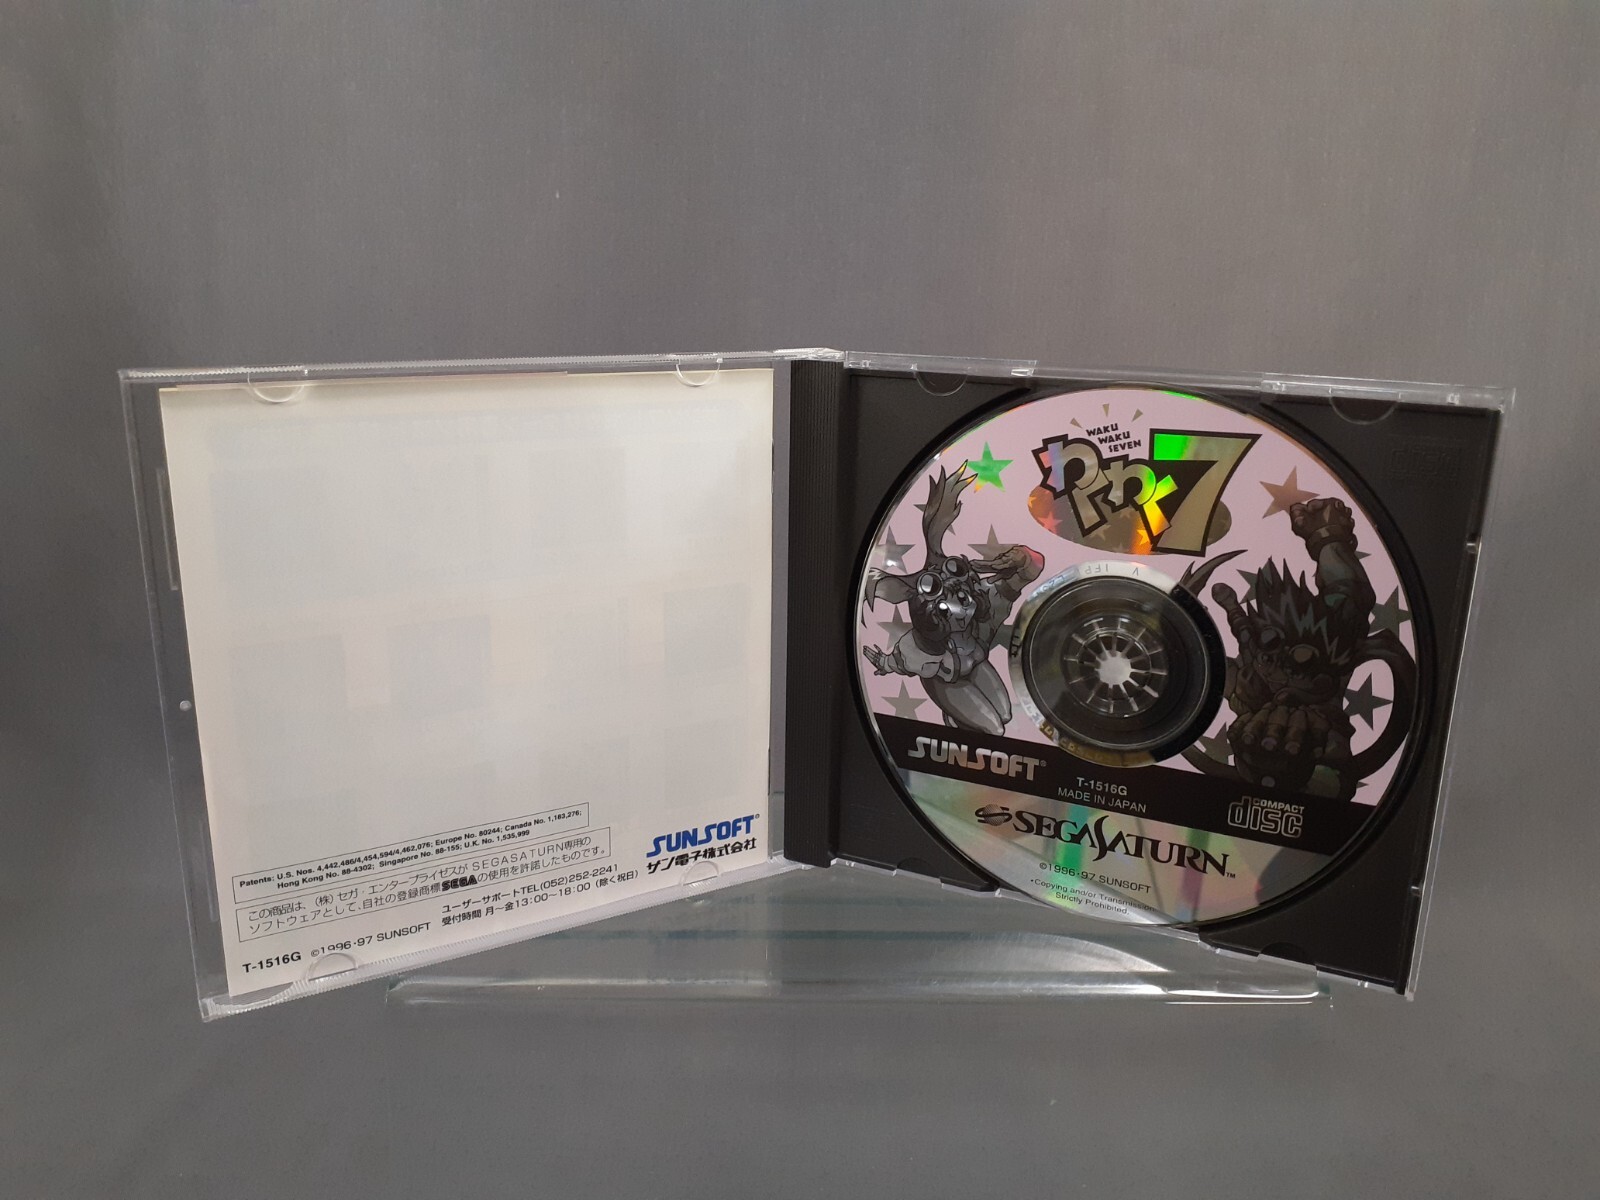 Patents: U.S. Nos. 4,442,486/4,454,594/4,462,076; Europe No. 80244; Canada No. 1,183,276;
Hong Kong No. 88-4302; Singapore No. 88-155; U.K. No. 1,535,999
この商品は、(株)セガ・エンタープライゼスがSEGASATURN専用の
ソフトウェアとして、自社の登録商標SEGAの使用を許諾したものです。
SUNSOFT®
サン電子株式会社
ユーザーサポートTEL(052)252-2241
受付時間 月～金13:00～18:00(除く祝日)
T-1516G ©1996・97 SUNSOFT
WAKU
WAKU
SEVEN
わくわく7
SUNSOFT®
T-1516G
MADE IN JAPAN
COMPACT
disc
SEGASATURN™
©1996・97 SUNSOFT
・Copying and/or Transmission
Strictly Prohibited.